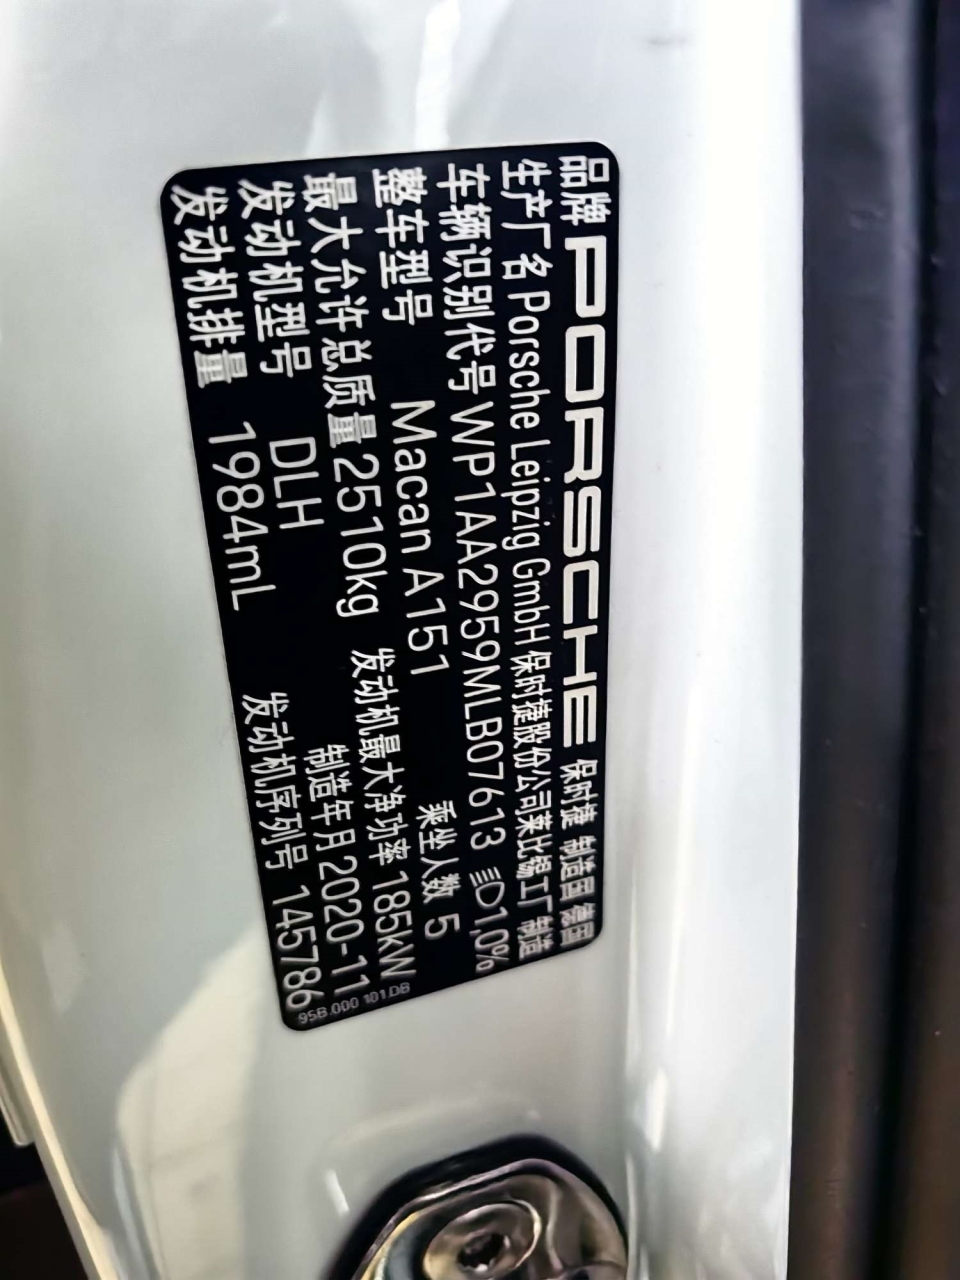 品牌 PORSCHE 保时捷 制造国 德国
生产厂名 Porsche Leipzig GmbH 保时捷股份公司莱比锡工厂 制造
车辆识别代号 WP1AA2959MLB07613 1,0%
整车型号 Macan A151 乘坐人数 5
最大允许总质量 2510kg 发动机最大净功率 185kW
发动机型号 DLH 制造年月 2020-11
发动机排量 1984mL 发动机序列号 145786
95B.000 101.DB